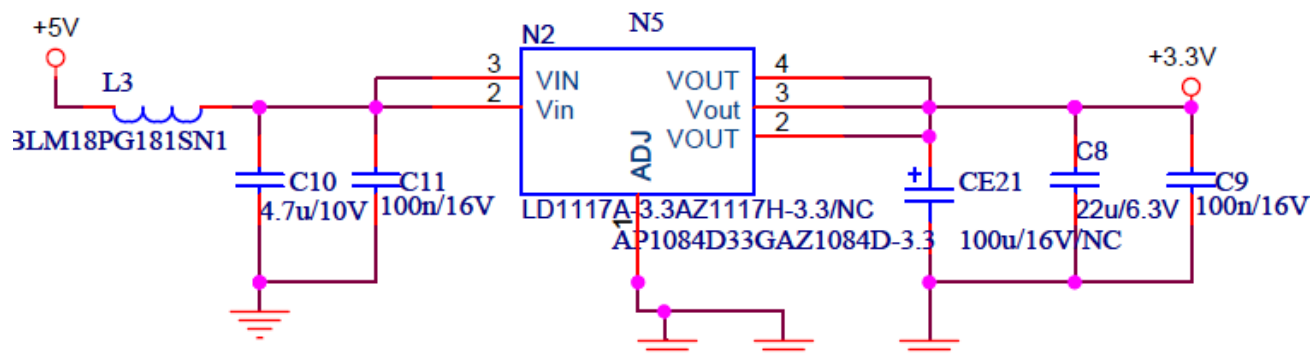 +5V
L3
BLM18PG181SN1
C10
4.7u/10V
C11
100n/16V
N2
N5
3
VIN
2
Vin
VOUT
4
Vout
3
VOUT
2
ADJ
1
LD1117A-3.3AZ1117H-3.3/NC
AP1084D33GAZ1084D-3.3
+
CE21
100u/16V/NC
C8
22u/6.3V
+3.3V
C9
100n/16V